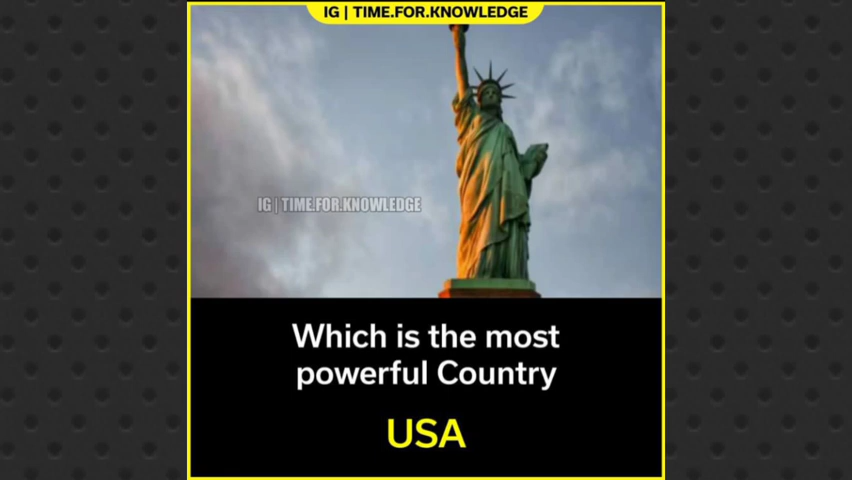 IG | TIME.FOR.KNOWLEDGE
IG | TIME.FOR.KNOWLEDGE
Which is the most
powerful Country
USA